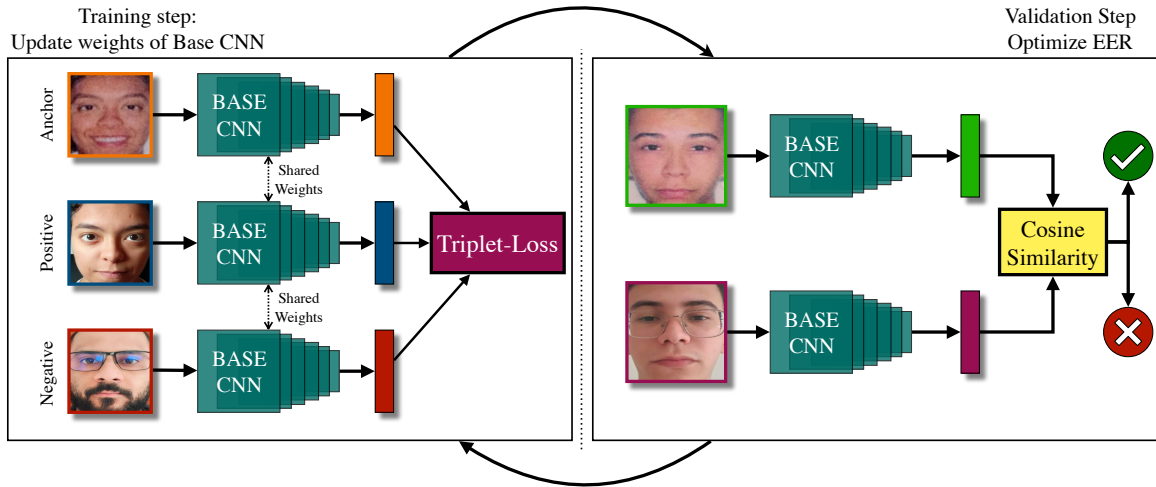 Training step:
Update weights of Base CNN
Validation Step
Optimize EER
Anchor
BASE
CNN
Shared
Weights
Positive
BASE
CNN
Triplet-Loss
Shared
Weights
Negative
BASE
CNN
BASE
CNN
Cosine
Similarity
BASE
CNN